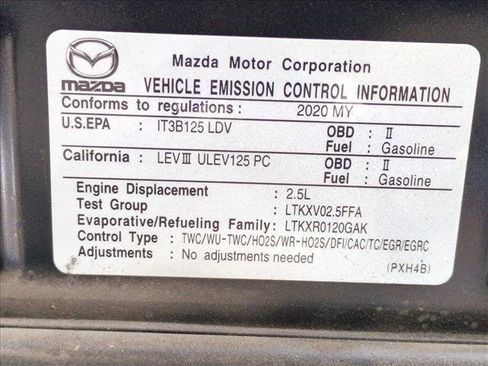 Mazda Motor Corporation
mazda VEHICLE EMISSION CONTROL INFORMATION
Conforms to regulations : 2020 MY
U.S.EPA : IT3B125 LDV OBD : II
Fuel : Gasoline
California : LEVⅢ ULEV125 PC OBD : II
Fuel : Gasoline
Engine Displacement : 2.5L
Test Group : LTKXV02.5FFA
Evaporative/Refueling Family: LTKXR0120GAK
Control Type : TWC/WU-TWC/HO2S/WR-HO2S/DFI/CAC/TC/EGR/EGRC
Adjustments : No adjustments needed
(PXH4B)